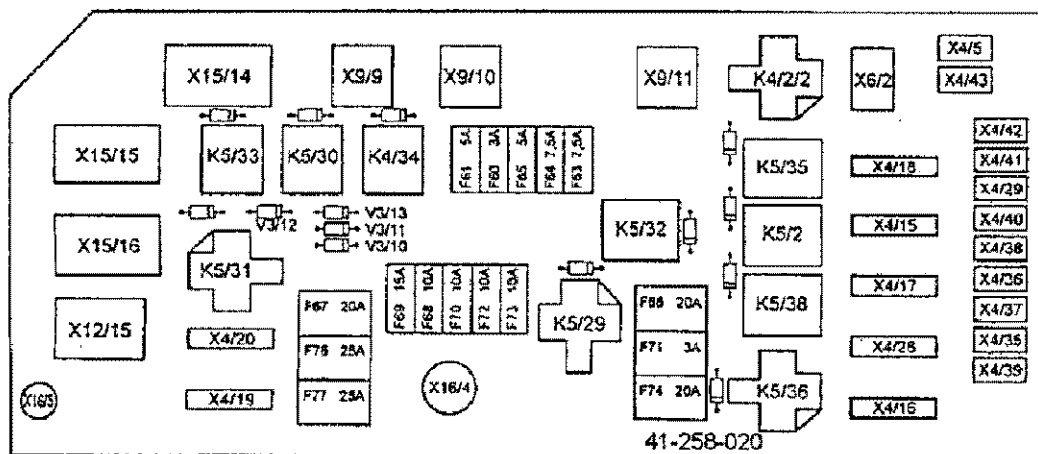 X15/14
X9/9
X9/10
X9/11
K4/2/2
X6/2
X4/5
X4/43
X15/15
K5/33
K5/30
K4/34
F61 5A
F60 3A
F65 5A
F64 7,5A
F63 7,5A
K5/35
X4/18
X4/42
X4/41
X4/29
X4/40
X4/38
X4/36
X4/37
X4/35
X4/39
V3/12
V3/13
V3/11
V3/10
X15/16
K5/31
K5/32
K5/2
X4/15
F69 15A
F68 10A
F70 10A
F72 10A
F73 10A
K5/29
K5/38
X4/17
X12/15
X4/20
F67 20A
F76 25A
F77 25A
F66 20A
F71 3A
F74 20A
X4/26
X16/5
X4/19
X16/4
K5/36
X4/16
41-258-020